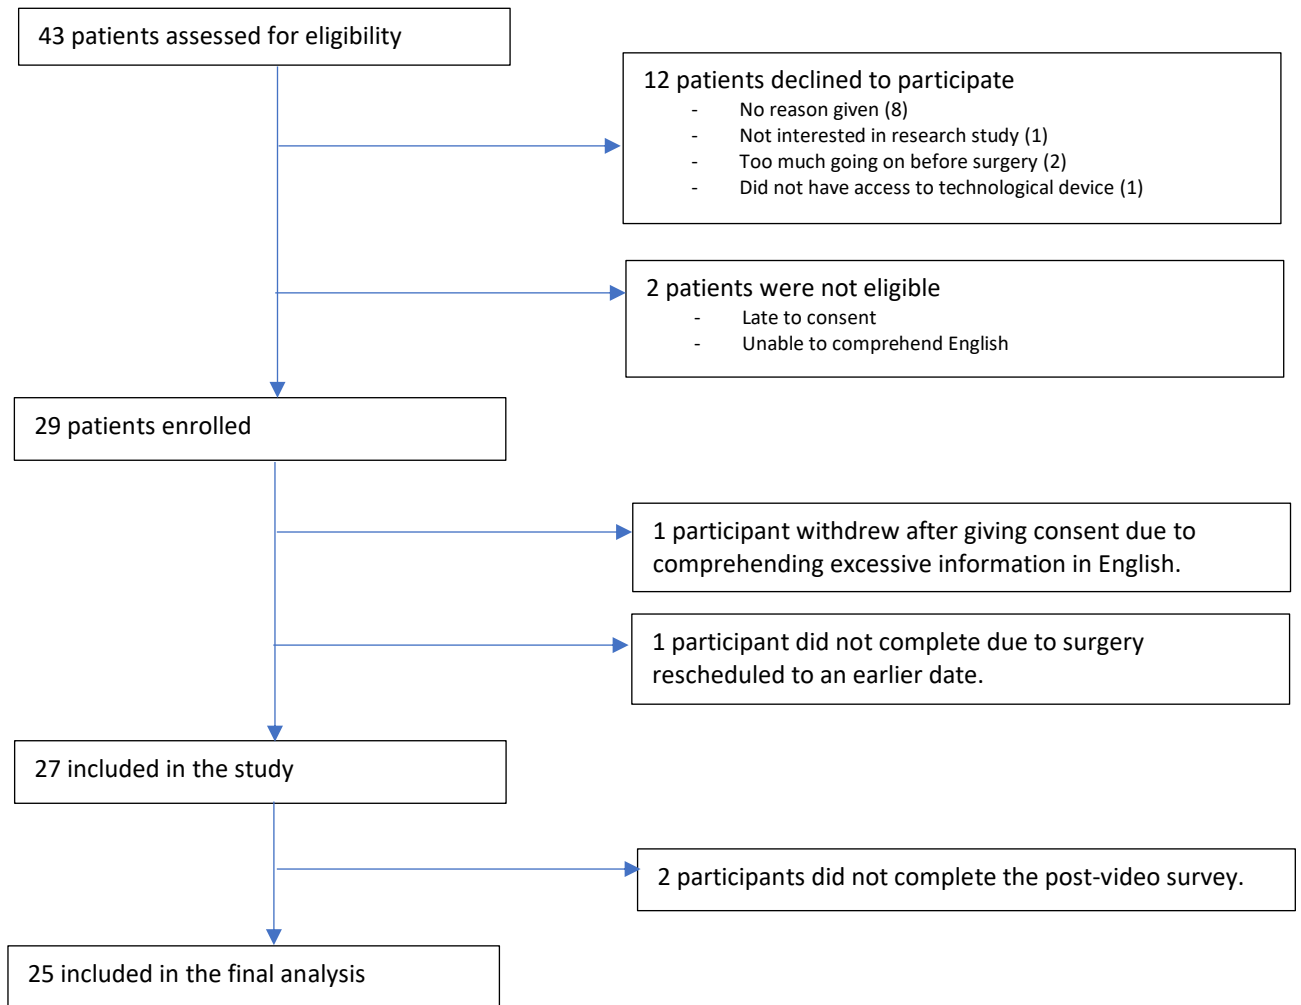 43 patients assessed for eligibility
12 patients declined to participate
- No reason given (8)
- Not interested in research study (1)
- Too much going on before surgery (2)
- Did not have access to technological device (1)
2 patients were not eligible
- Late to consent
- Unable to comprehend English
29 patients enrolled
1 participant withdrew after giving consent due to
comprehending excessive information in English.
1 participant did not complete due to surgery
rescheduled to an earlier date.
27 included in the study
2 participants did not complete the post-video survey.
25 included in the final analysis